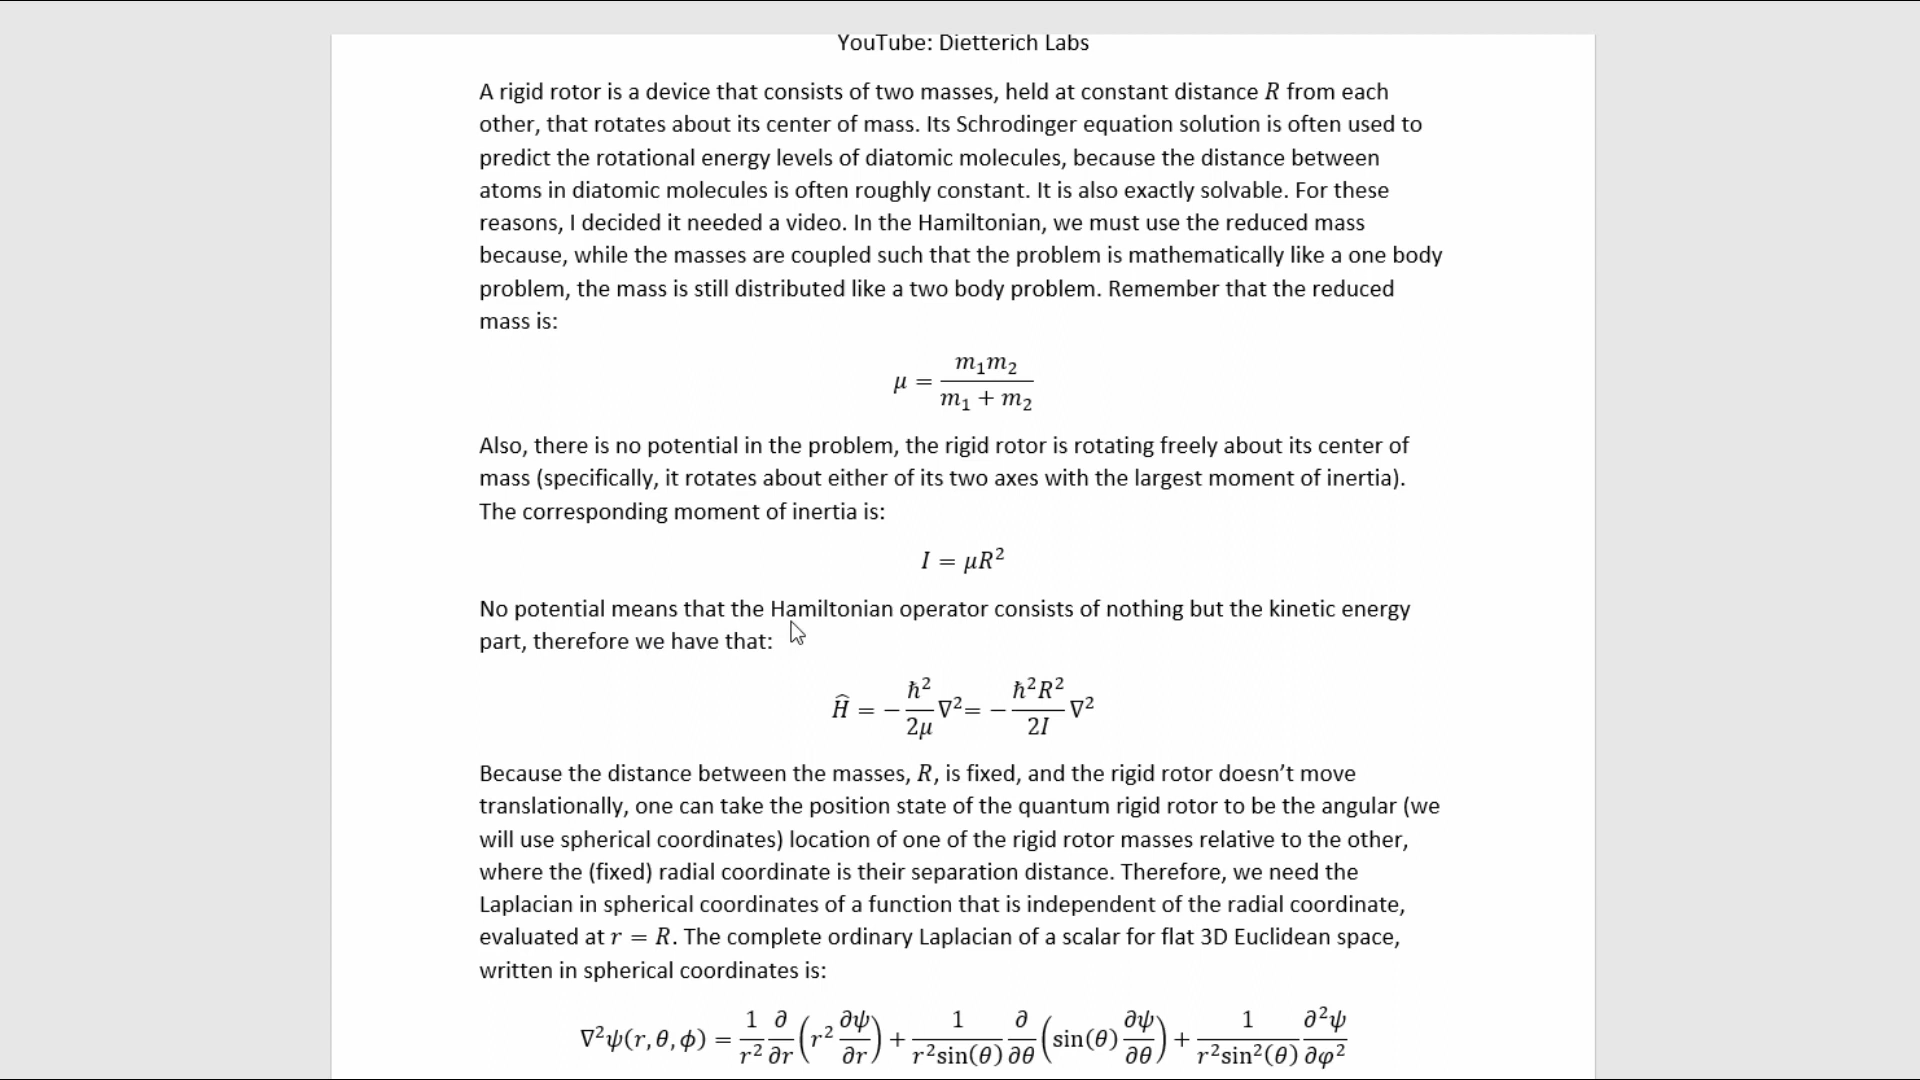 YouTube: Dietterich Labs
A rigid rotor is a device that consists of two masses, held at constant distance R from each
other, that rotates about its center of mass. Its Schrodinger equation solution is often used to
predict the rotational energy levels of diatomic molecules, because the distance between
atoms in diatomic molecules is often roughly constant. It is also exactly solvable. For these
reasons, I decided it needed a video. In the Hamiltonian, we must use the reduced mass
because, while the masses are coupled such that the problem is mathematically like a one body
problem, the mass is still distributed like a two body problem. Remember that the reduced
mass is:
μ = m₁m₂ / (m₁ + m₂)
Also, there is no potential in the problem, the rigid rotor is rotating freely about its center of
mass (specifically, it rotates about either of its two axes with the largest moment of inertia).
The corresponding moment of inertia is:
I = μR²
No potential means that the Hamiltonian operator consists of nothing but the kinetic energy
part, therefore we have that:
Ĥ = −ħ²/2μ ∇² = −ħ²R²/2I ∇²
Because the distance between the masses, R, is fixed, and the rigid rotor doesn’t move
translationally, one can take the position state of the quantum rigid rotor to be the angular (we
will use spherical coordinates) location of one of the rigid rotor masses relative to the other,
where the (fixed) radial coordinate is their separation distance. Therefore, we need the
Laplacian in spherical coordinates of a function that is independent of the radial coordinate,
evaluated at r = R. The complete ordinary Laplacian of a scalar for flat 3D Euclidean space,
written in spherical coordinates is:
∇²ψ(r, θ, ϕ) = 1/r² ∂/∂r (r² ∂ψ/∂r) + 1/(r²sin(θ)) ∂/∂θ (sin(θ) ∂ψ/∂θ) + 1/(r²sin²(θ)) ∂²ψ/∂φ²